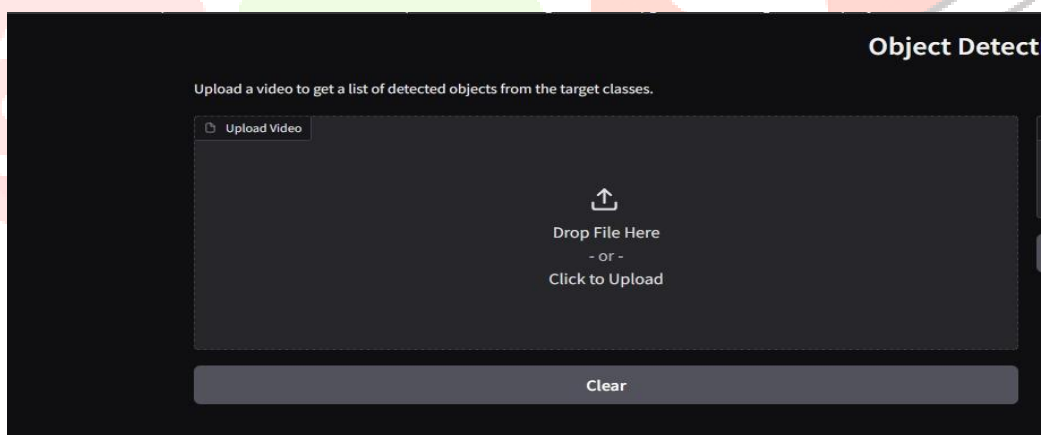 Object Detect
Upload a video to get a list of detected objects from the target classes.
Upload Video
Drop File Here
- or -
Click to Upload
Clear